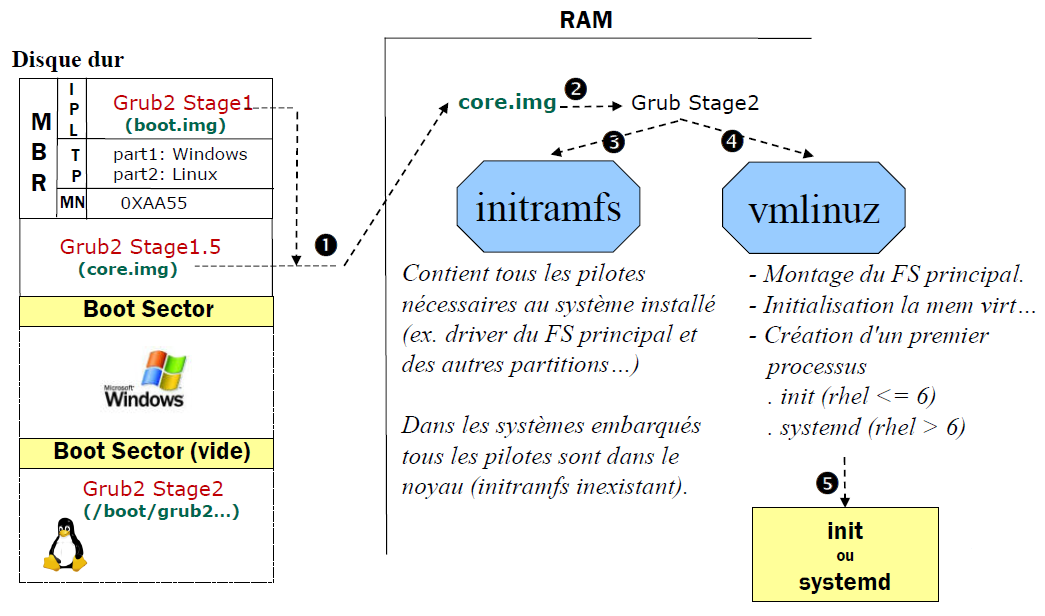 RAM
Disque dur
M
B
R
I
P
L
Grub2 Stage1
(boot.img)
T
P
part1: Windows
part2: Linux
MN
0XAA55
Grub2 Stage1.5
(core.img)
1
Boot Sector
Microsoft
Windows
Boot Sector (vide)
Grub2 Stage2
(/boot/grub2...)
core.img
2
Grub Stage2
3
4
initramfs
vmlinuz
Contient tous les pilotes
nécessaires au système installé
(ex. driver du FS principal et
des autres partitions…)
Dans les systèmes embarqués
tous les pilotes sont dans le
noyau (initramfs inexistant).
- Montage du FS principal.
- Initialisation la mem virt…
- Création d'un premier
processus
. init (rhel <= 6)
. systemd (rhel > 6)
5
init
ou
systemd